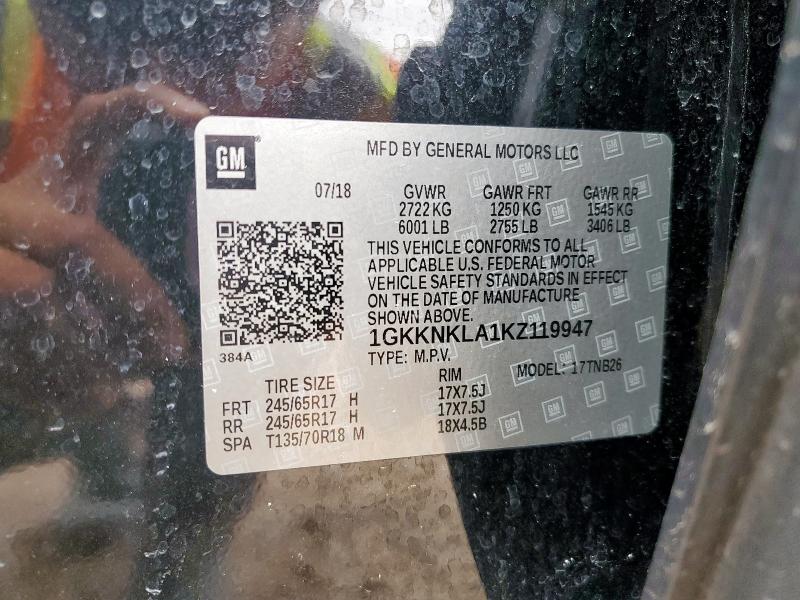 GM
MFD BY GENERAL MOTORS LLC
07/18 GVWR GAWR FRT GAWR RR
2722 KG 1250 KG 1545 KG
6001 LB 2755 LB 3406 LB
THIS VEHICLE CONFORMS TO ALL
APPLICABLE U.S. FEDERAL MOTOR
VEHICLE SAFETY STANDARDS IN EFFECT
ON THE DATE OF MANUFACTURE
SHOWN ABOVE.
1GKKNKLA1KZ119947
384A
TYPE: M.P.V. MODEL: 17TNB26
TIRE SIZE RIM
FRT 245/65R17 H 17X7.5J
RR 245/65R17 H 17X7.5J
SPA T135/70R18 M 18X4.5B